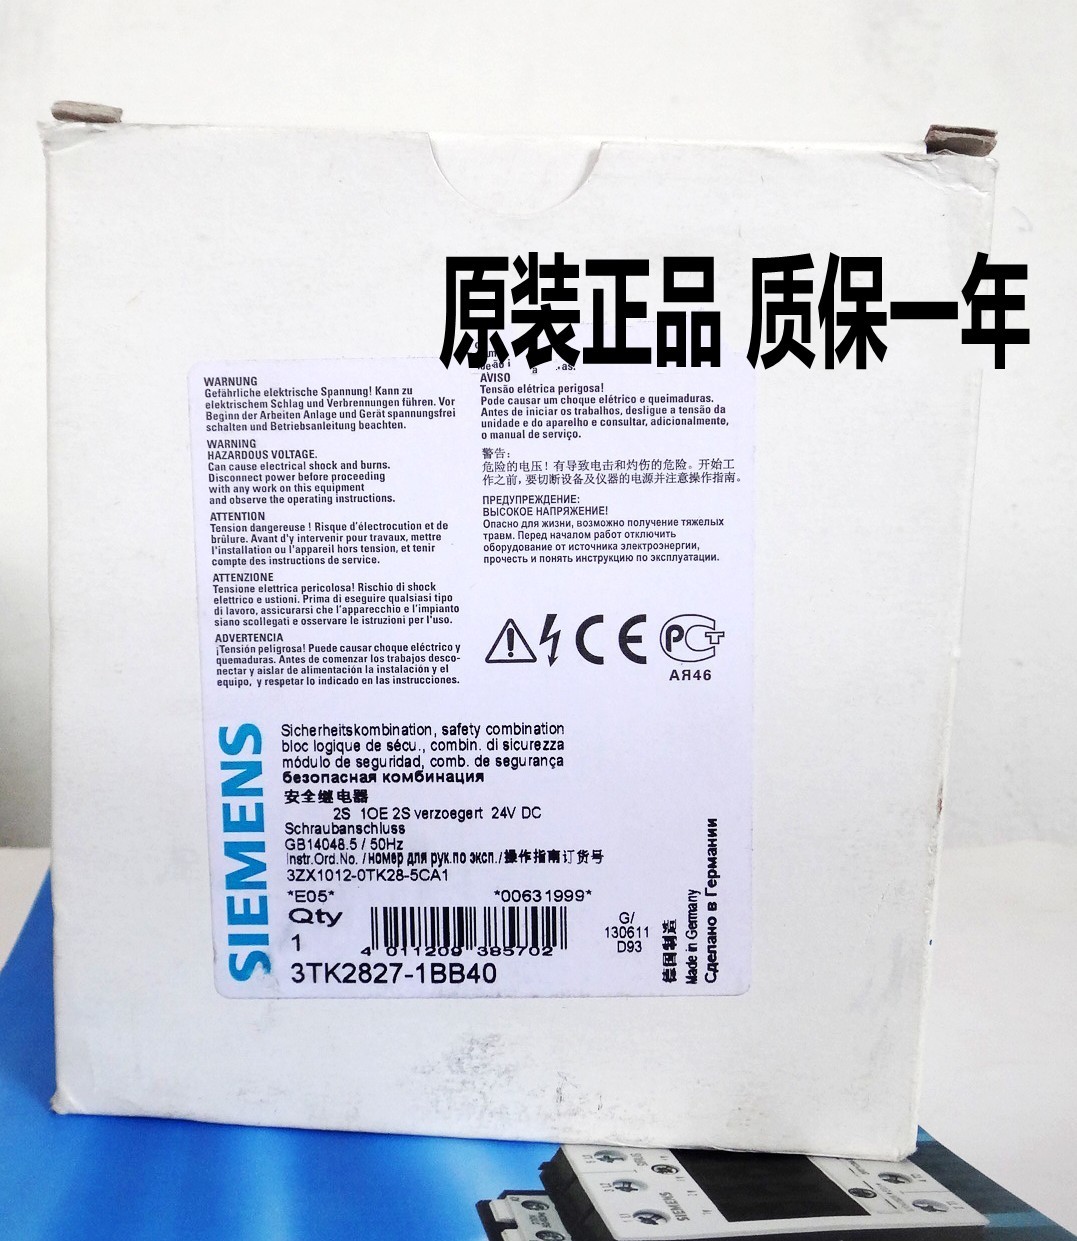 原装正品 质保一年
WARNUNG
Gefährliche elektrische Spannung! Kann zu
elektrischem Schlag und Verbrennungen führen. Vor
Beginn der Arbeiten Anlage und Gerät spannungsfrei
schalten und Betriebsanleitung beachten.
WARNING
HAZARDOUS VOLTAGE.
Can cause electrical shock and burns.
Disconnect power before proceeding
with any work on this equipment
and observe the operating instructions.
ATTENTION
Tension dangereuse ! Risque d'électrocution et de
brûlure. Avant d'y intervenir pour travaux, mettre
l'installation ou l'appareil hors tension, et tenir
compte des instructions de service.
ATTENZIONE
Tensione elettrica pericolosa! Rischio di shock
elettrico e ustioni. Prima di eseguire qualsiasi tipo
di lavoro, assicurarsi che l'apparecchio e l'impianto
siano scollegati e osservare le istruzioni per l'uso.
ADVERTENCIA
¡Tensión peligrosa! Puede causar choque eléctrico y
quemaduras. Antes de comenzar los trabajos desco-
nectar y aislar de alimentación la instalación y el
equipo, y respetar lo indicado en las instrucciones.
AVISO
Tensão elétrica perigosa!
Pode causar um choque elétrico e queimaduras.
Antes de iniciar os trabalhos, desligue a tensão da
unidade e do aparelho e consultar, adicionalmente,
o manual de serviço.
警告:
危险的电压！有导致电击和灼伤的危险。开始工
作之前，要切断设备及仪器的电源并注意操作指南。
ПРЕДУПРЕЖДЕНИЕ:
ВЫСОКОЕ НАПРЯЖЕНИЕ!
Опасно для жизни, возможно получение тяжелых
травм. Перед началом работ отключить
оборудование от источника электроэнергии,
прочесть и понять инструкцию по эксплуатации.
CE PCT
АЯ46
SIEMENS
Sicherheitskombination, safety combination
bloc logique de sécu., combin. di sicurezza
módulo de seguridad, comb. de segurança
безопасная комбинация
安全继电器
2S 1OE 2S verzoegert 24V DC
Schraubanschluss
GB14048.5 / 50Hz
Instr.Ord.No. /номер для рук.по эксп./操作指南订货号
3ZX1012-0TK28-5CA1
*E05* *00631999*
Qty
1
4 011209 385702
3TK2827-1BB40
G/
130611
D93
德国制造
Made in Germany
Сделано в Германии
SIEMENS